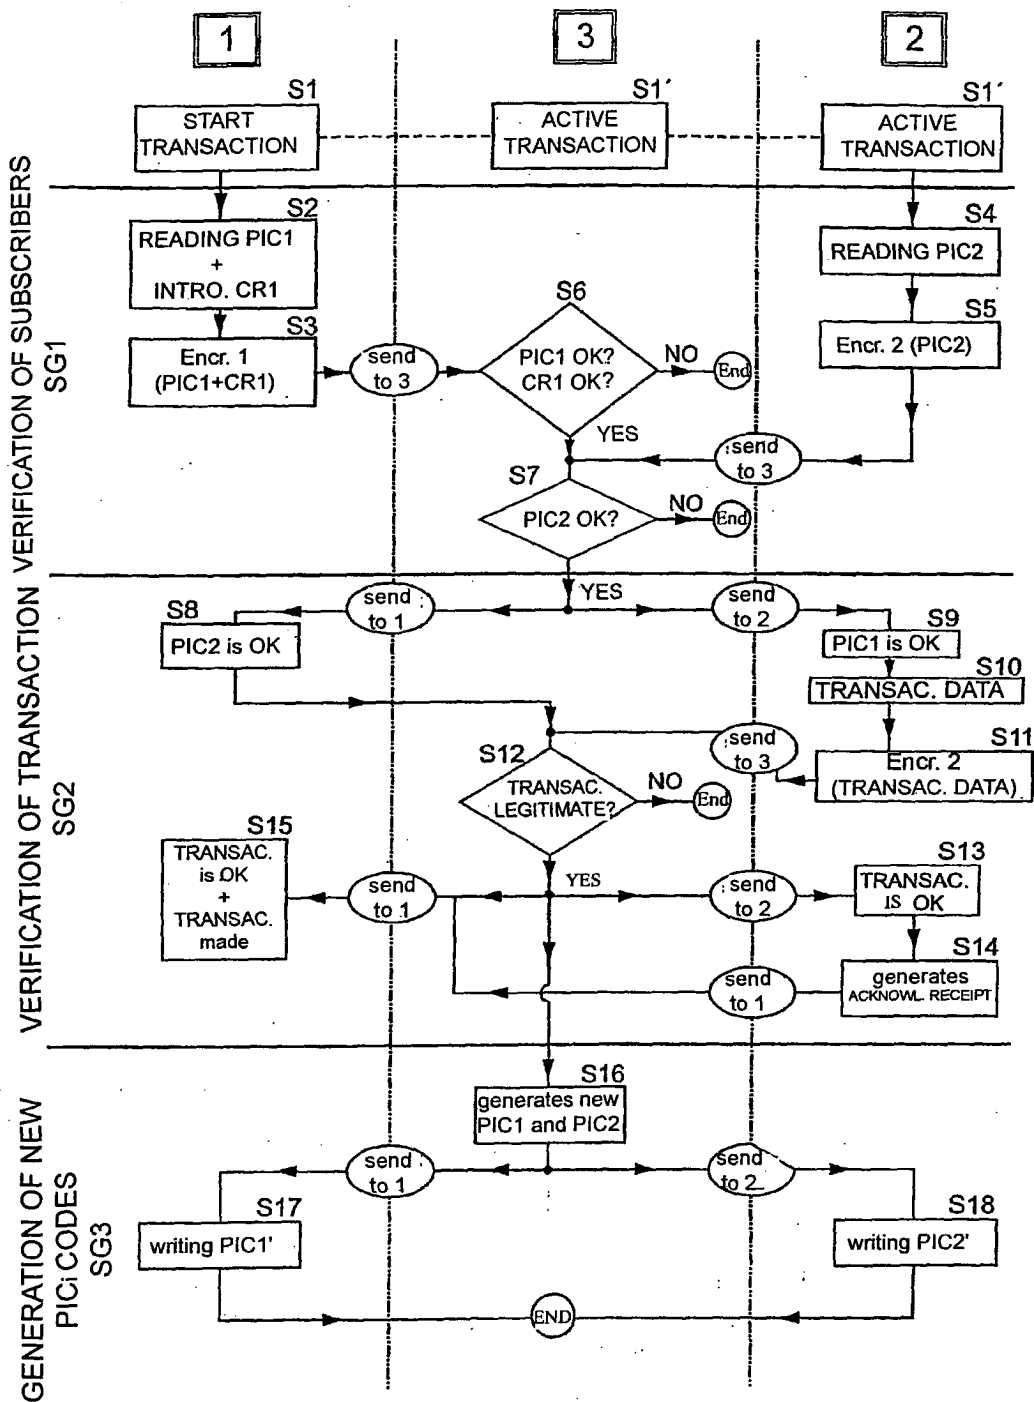 1
3
2
S1
START
TRANSACTION
S1´
ACTIVE
TRANSACTION
S1´
ACTIVE
TRANSACTION
VERIFICATION OF SUBSCRIBERS
SG1
S2
READING PIC1
+
INTRO. CR1
S4
READING PIC2
S3
Encr. 1
(PIC1+CR1)
send
to 3
S6
PIC1 OK?
CR1 OK?
NO
End
S5
Encr. 2 (PIC2)
YES
send
to 3
S7
PIC2 OK?
NO
End
VERIFICATION OF TRANSACTION
SG2
YES
send
to 1
send
to 2
S8
PIC2 is OK
S9
PIC1 is OK
S10
TRANSAC. DATA
S11
Encr. 2
(TRANSAC. DATA)
send
to 3
S12
TRANSAC.
LEGITIMATE?
NO
End
S15
TRANSAC.
is OK
+
TRANSAC.
made
send
to 1
YES
send
to 2
S13
TRANSAC.
IS OK
S14
generates
ACKNOWL. RECEIPT
send
to 1
GENERATION OF NEW
PICi CODES
SG3
S16
generates new
PIC1 and PIC2
send
to 1
send
to 2
S17
writing PIC1'
S18
writing PIC2'
END